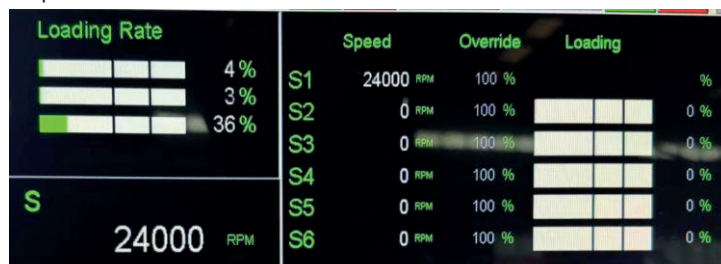 Loading Rate
4 %
3 %
36 %
S
24000 RPM
Speed Override Loading
S1 24000 RPM 100 % %
S2 0 RPM 100 % 0 %
S3 0 RPM 100 % 0 %
S4 0 RPM 100 % 0 %
S5 0 RPM 100 % 0 %
S6 0 RPM 100 % 0 %